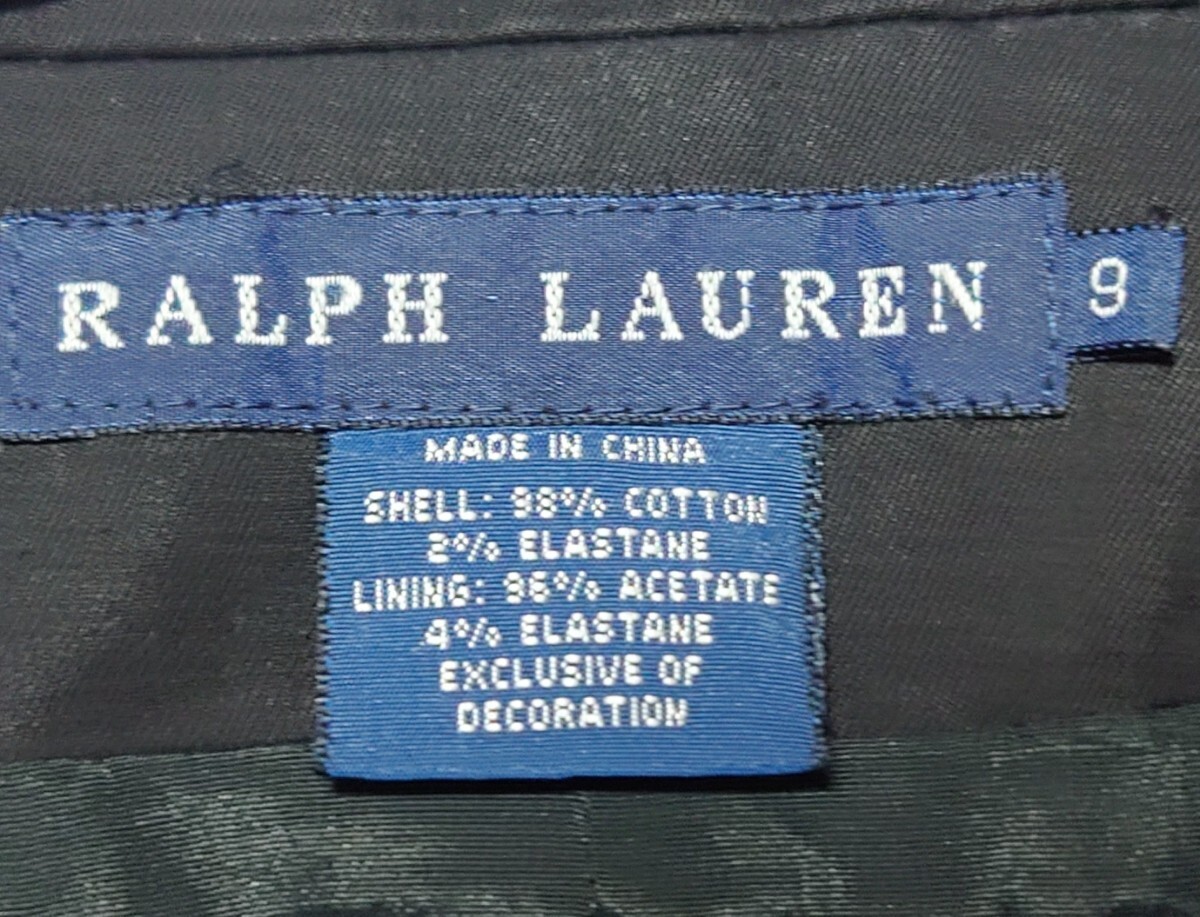 RALPH LAUREN
9
MADE IN CHINA
SHELL: 98% COTTON
2% ELASTANE
LINING: 96% ACETATE
4% ELASTANE
EXCLUSIVE OF
DECORATION